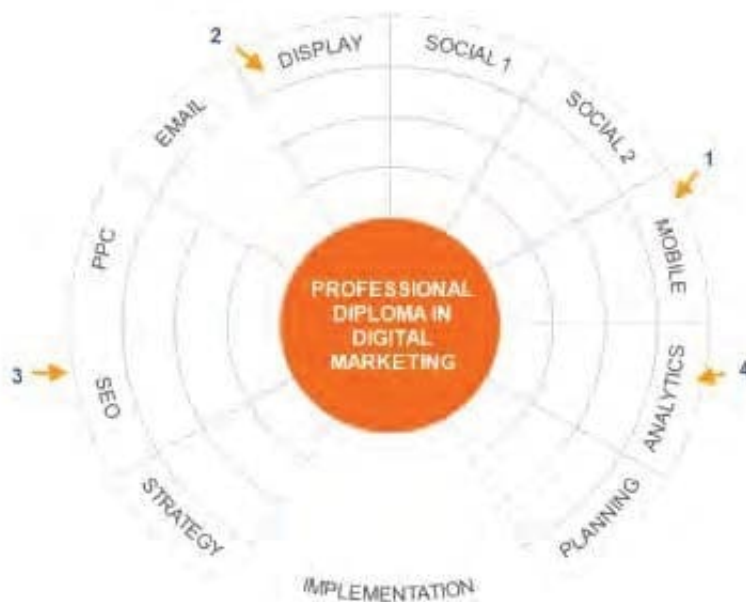 2
DISPLAY
SOCIAL 1
SOCIAL 2
1
MOBILE
ANALYTICS
4
PLANNING
IMPLEMENTATION
STRATEGY
SEO
3
PPC
EMAIL
PROFESSIONAL
DIPLOMA IN
DIGITAL
MARKETING